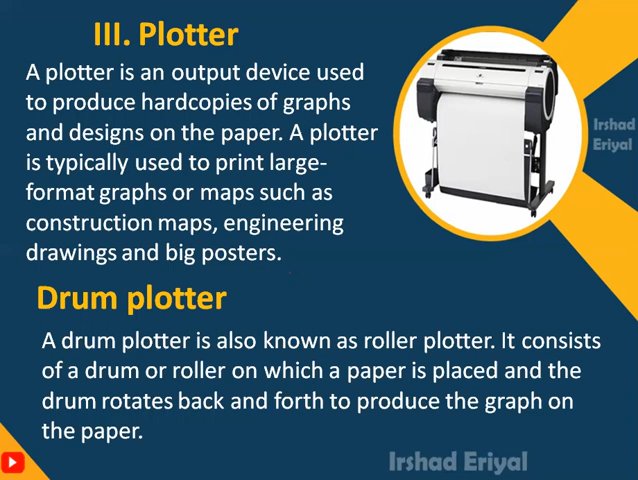 III. Plotter
A plotter is an output device used
to produce hardcopies of graphs
and designs on the paper. A plotter
is typically used to print large-
format graphs or maps such as
construction maps, engineering
drawings and big posters.
Irshad
Eriyal
Drum plotter
A drum plotter is also known as roller plotter. It consists
of a drum or roller on which a paper is placed and the
drum rotates back and forth to produce the graph on
the paper.
Irshad Eriyal